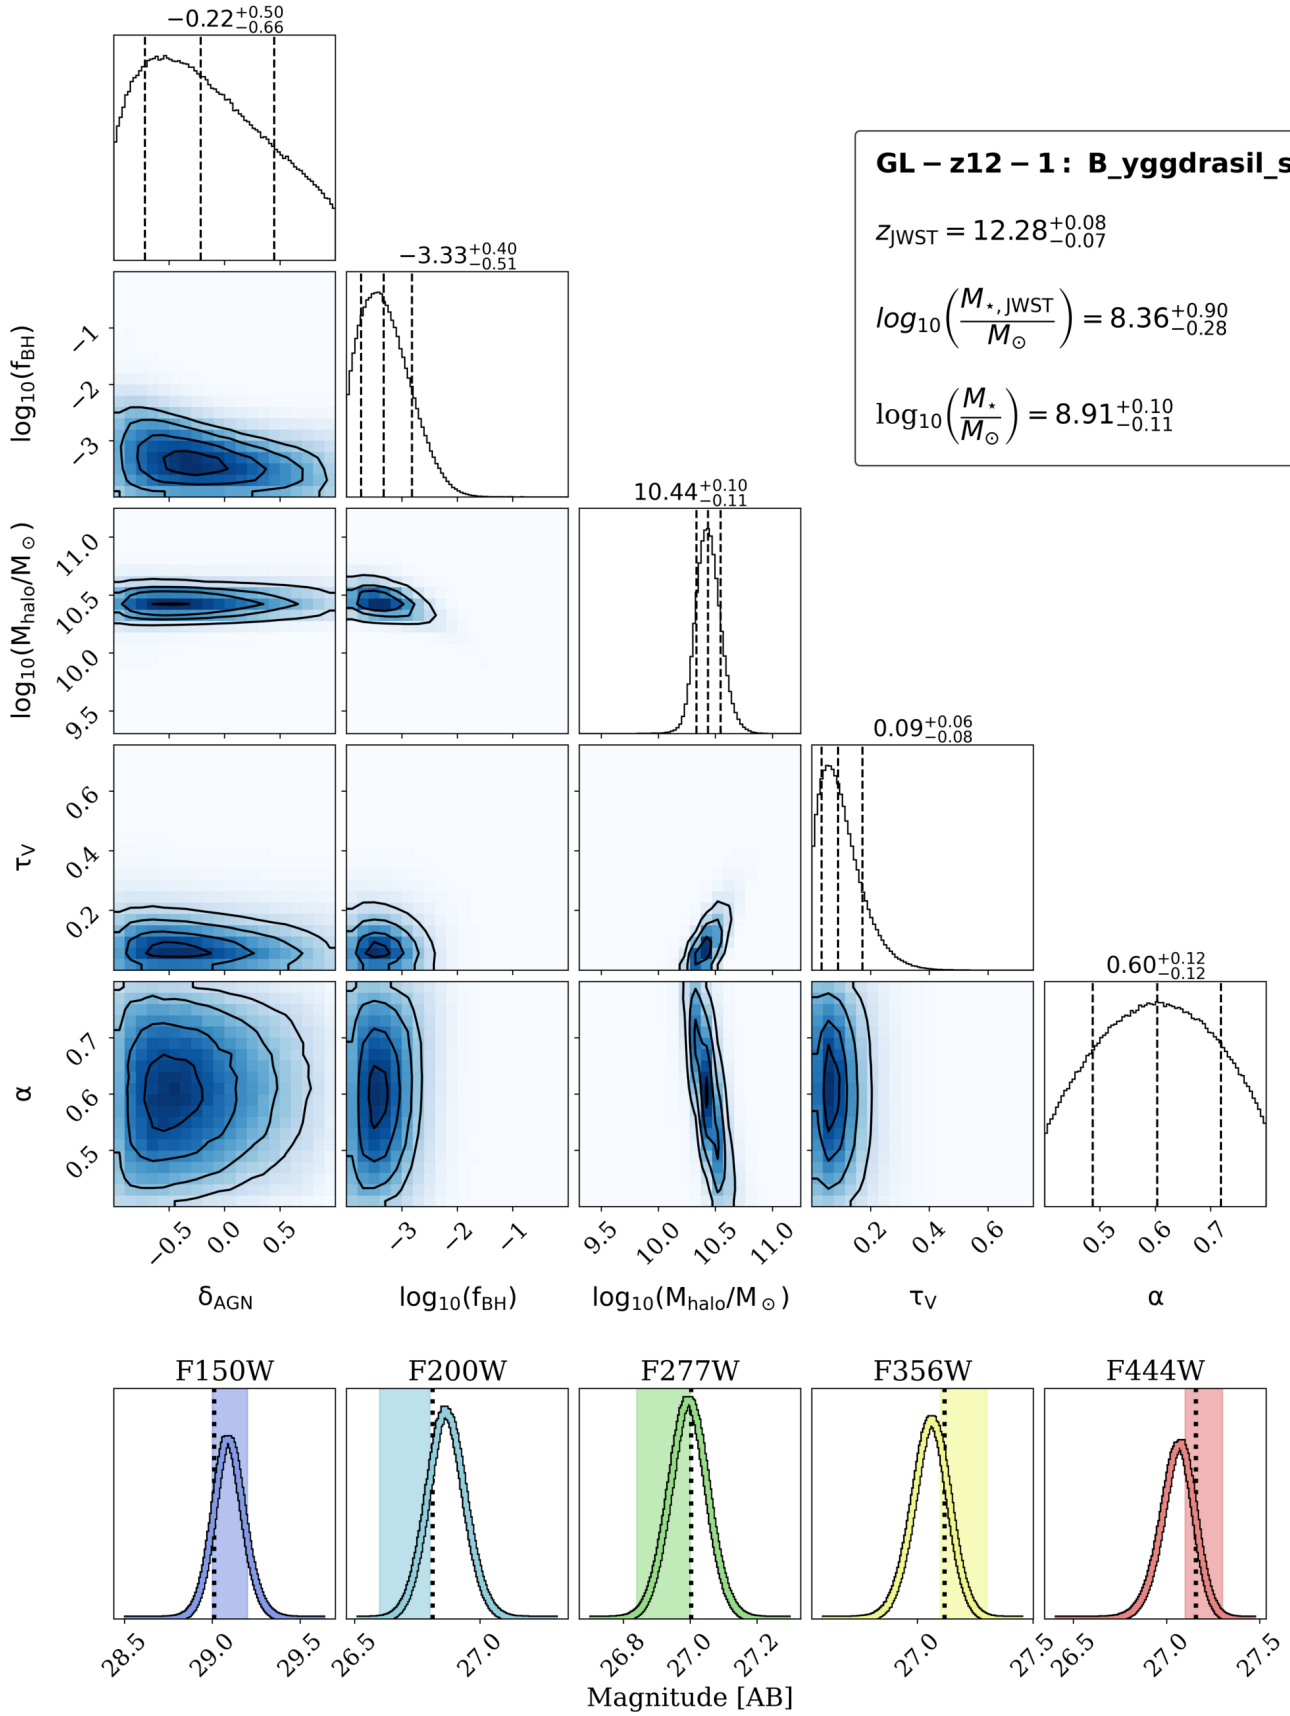 −0.22+0.50−0.66
−3.33+0.40−0.51
10.44+0.10−0.11
0.09+0.06−0.08
0.60+0.12−0.12
GL − z12 − 1: B_yggdrasil_s
zJWST = 12.28+0.08−0.07
log10(M⋆,JWST/M⊙) = 8.36+0.90−0.28
log10(M⋆/M⊙) = 8.91+0.10−0.11
log10(fBH)
−1
−2
−3
log10(Mhalo/M⊙)
11.0
10.5
10.0
9.5
τV
0.6
0.4
0.2
α
0.7
0.6
0.5
−0.5 0.0 0.5 −3 −2 −1 9.5 10.0 10.5 11.0 0.2 0.4 0.6 0.5 0.6 0.7
δAGN log10(fBH) log10(Mhalo/M⊙) τV α
F150W F200W F277W F356W F444W
28.5 29.0 29.5 26.5 27.0 26.8 27.0 27.2 27.0 27.5 26.5 27.0 27.5
Magnitude [AB]